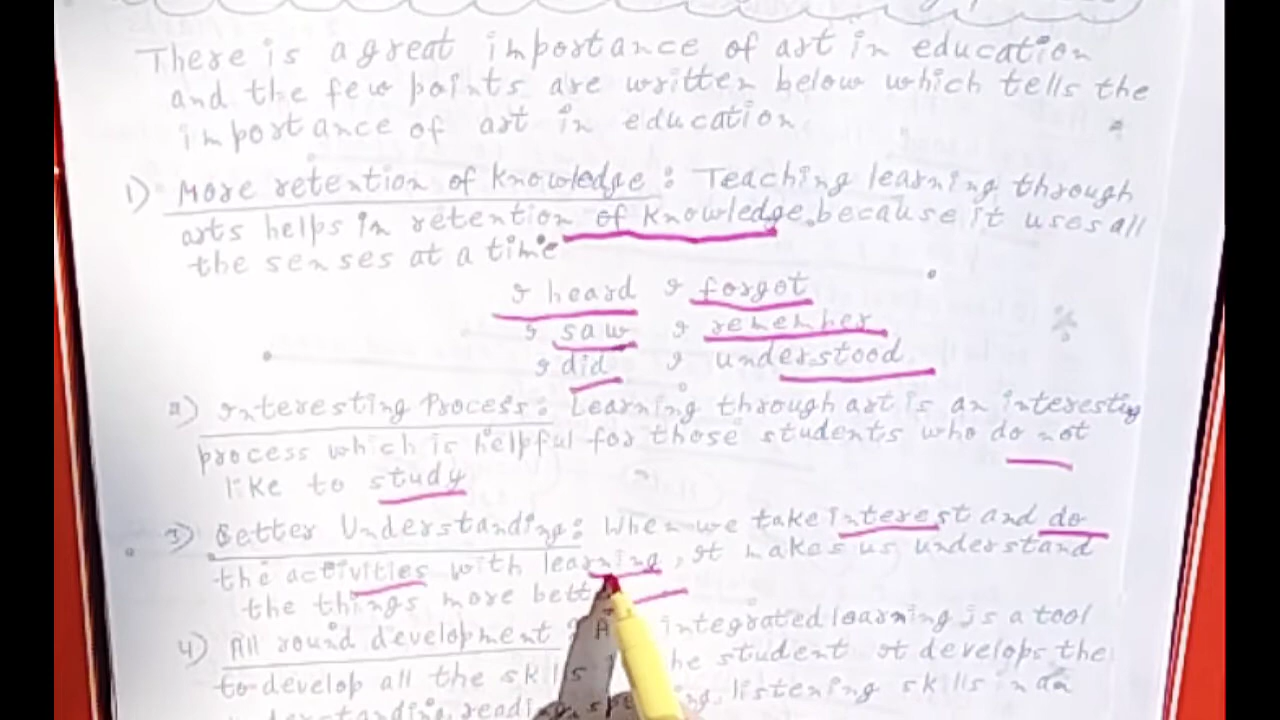 There is a great importance of art in education
and the few points are written below which tells the
importance of art in education
1) More retention of knowledge: Teaching learning through
arts helps in retention of knowledge, because it uses all
the senses at a time
I heard I forgot
I saw I remember
I did I understood
2) Interesting Process: Learning through art is an interesting
process which is helpful for those students who do not
like to study
3) Better Understanding: When we take interest and do
the activities with learning, It makes us understand
the things more
4) All round development integrated learning is a tool
to develop all the skills student It develops the
reading listening skills